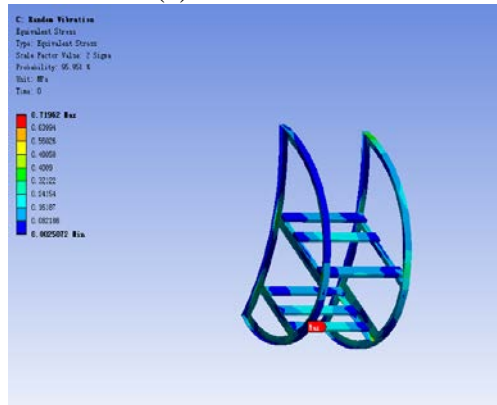 C: Random Vibration
Equivalent Stress
Type: Equivalent Stress
Scale Factor Value: 2 Sigma
Probability: 95.951 %
Unit: MPa
Time: 0
0.71962 Max
0.63994
0.56026
0.48058
0.4009
0.32122
0.24154
0.16187
0.082188
0.0025072 Min
Max